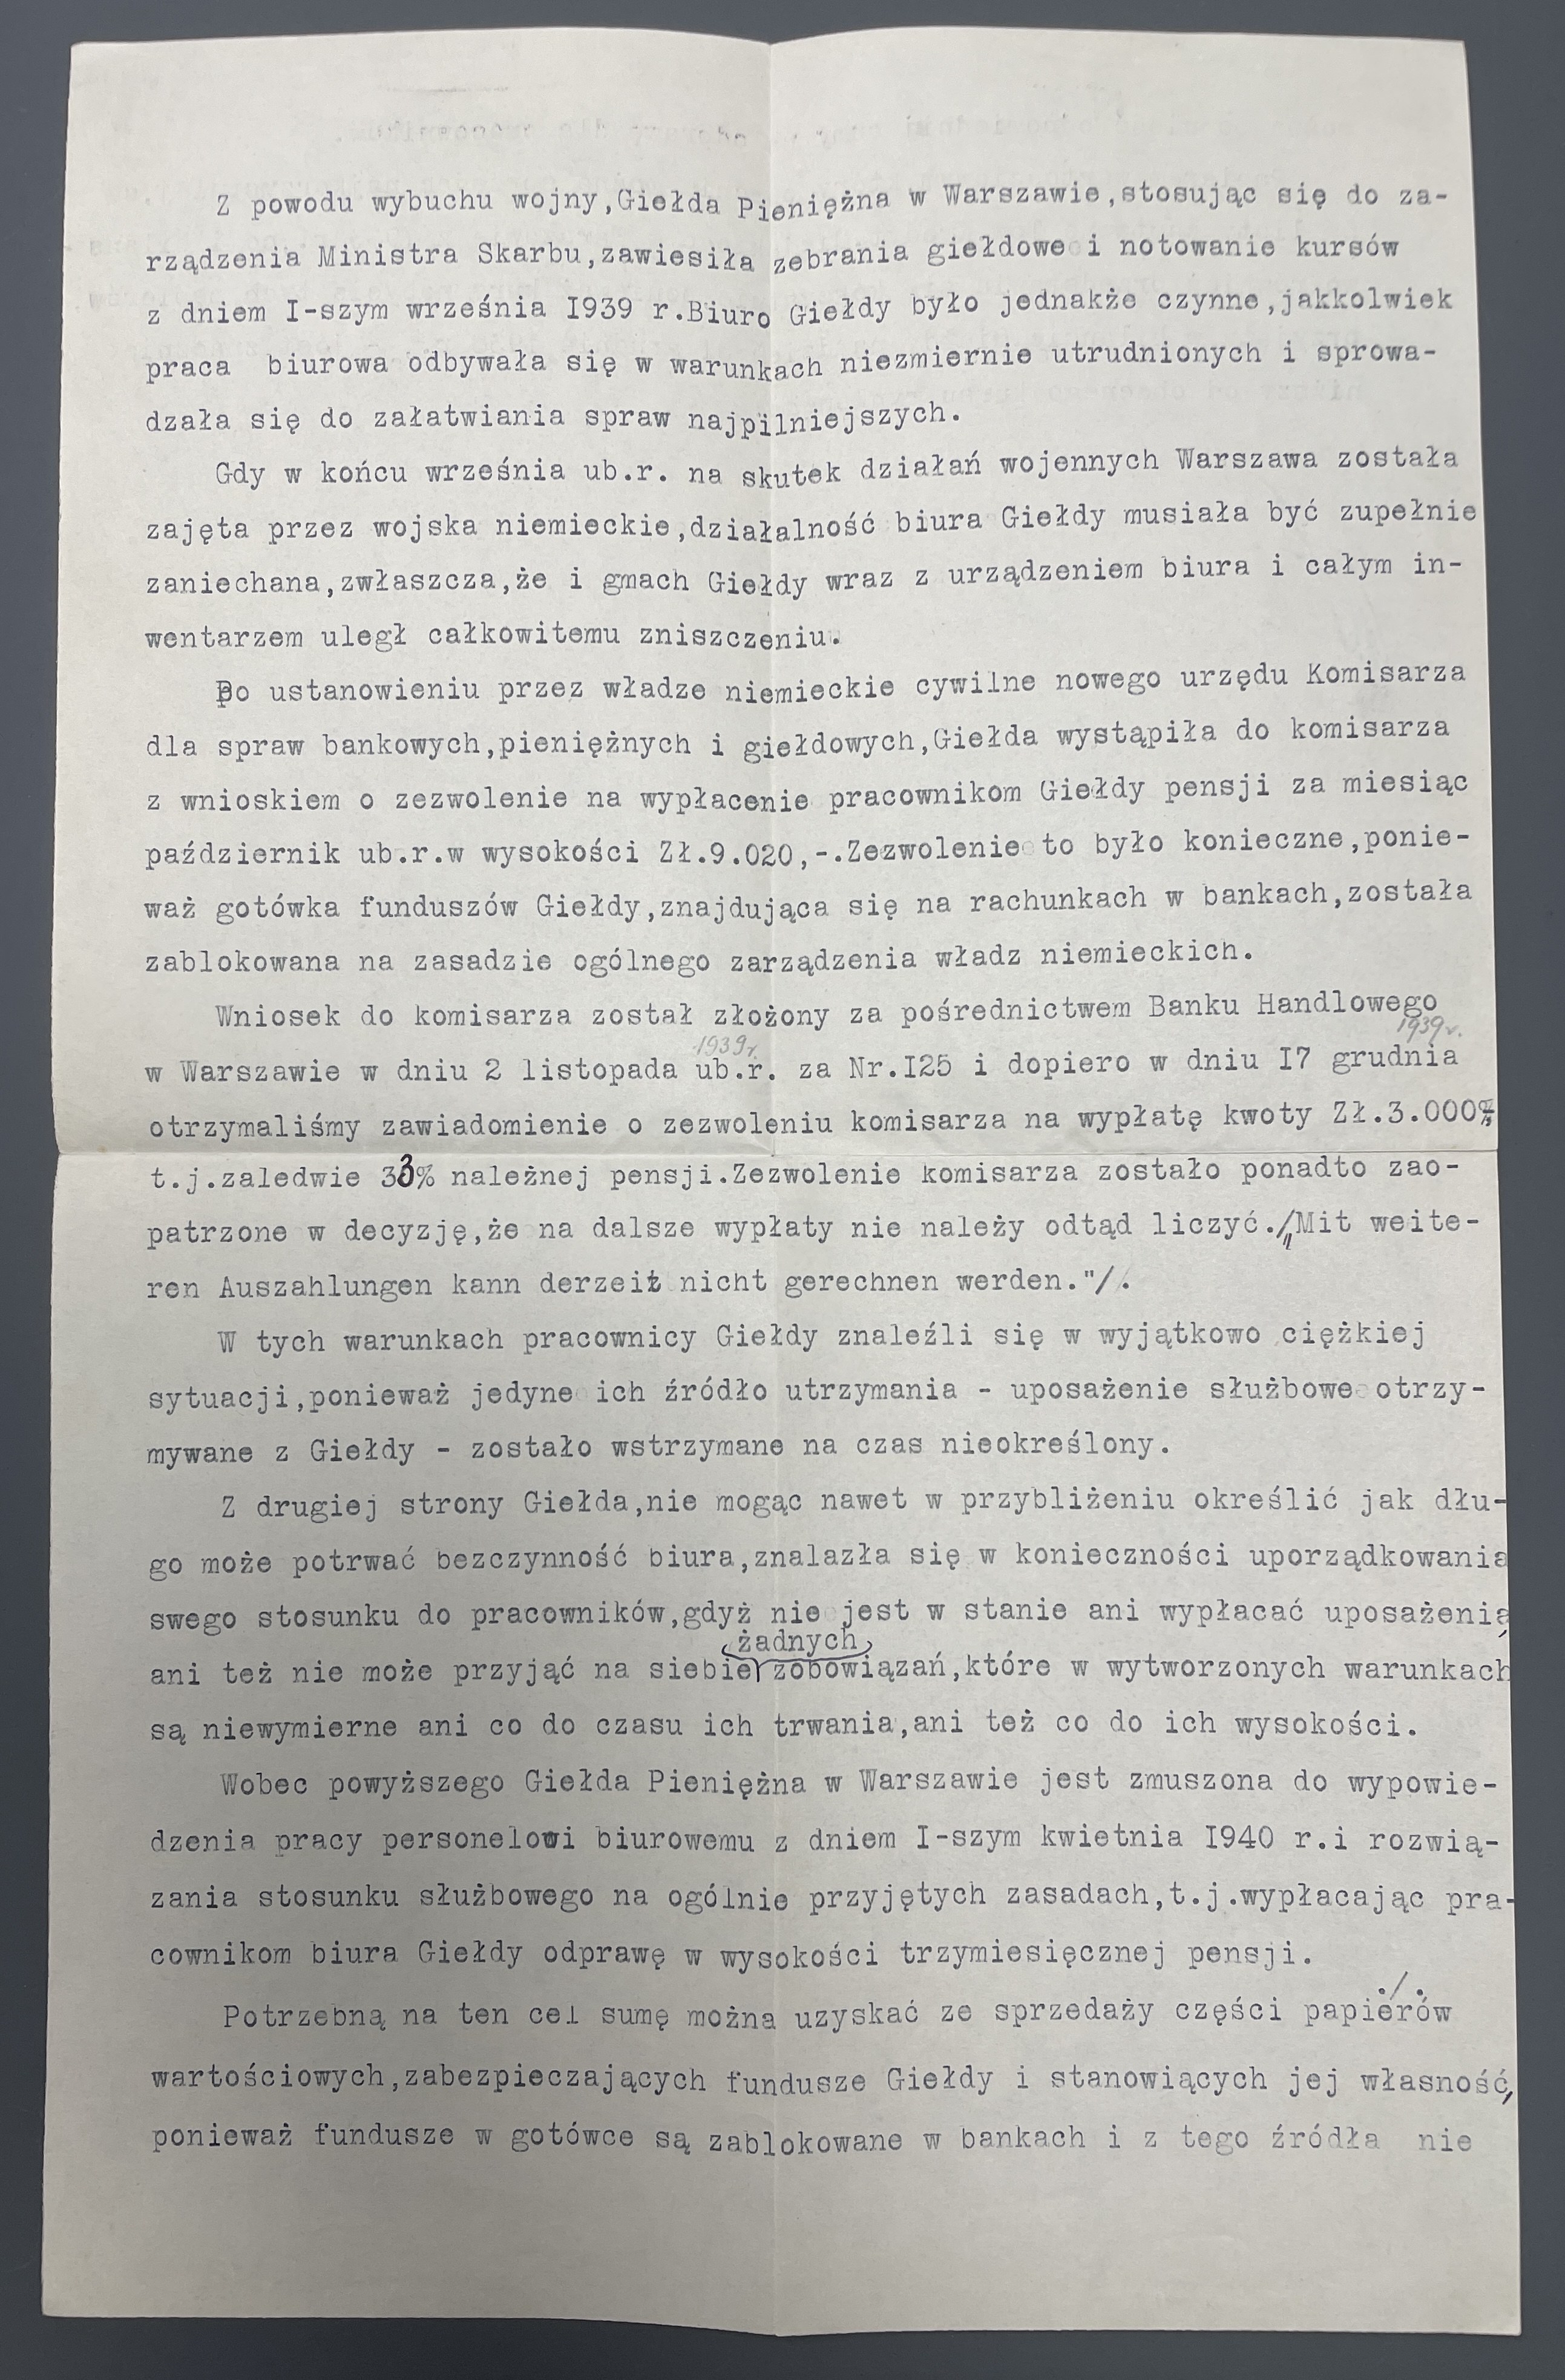 Z powodu wybuchu wojny,Giełda Pieniężna w Warszawie,stosując się do za-
rządzenia Ministra Skarbu,zawiesiła zebrania giełdowe i notowanie kursów
z dniem I-szym września I939 r.Biuro Giełdy było jednakże czynne,jakkolwiek
praca biurowa odbywała się w warunkach niezmiernie utrudnionych i sprowa-
dzała się do załatwiania spraw najpilniejszych.
Gdy w końcu września ub.r. na skutek działań wojennych Warszawa została
zajęta przez wojska niemieckie,działalność biura Giełdy musiała być zupełnie
zaniechana,zwłaszcza,że i gmach Giełdy wraz z urządzeniem biura i całym in-
wentarzem uległ całkowitemu zniszczeniu.
Po ustanowieniu przez władze niemieckie cywilne nowego urzędu Komisarza
dla spraw bankowych,pieniężnych i giełdowych,Giełda wystąpiła do komisarza
z wnioskiem o zezwolenie na wypłacenie pracownikom Giełdy pensji za miesiąc
październik ub.r.w wysokości Zł.9.020,-.Zezwolenie to było konieczne,ponie-
waż gotówka funduszów Giełdy,znajdująca się na rachunkach w bankach,została
zablokowana na zasadzie ogólnego zarządzenia władz niemieckich.
Wniosek do komisarza został złożony za pośrednictwem Banku Handlowego
1939r. 1939r.
w Warszawie w dniu 2 listopada ub.r. za Nr.I25 i dopiero w dniu I7 grudnia
otrzymaliśmy zawiadomienie o zezwoleniu komisarza na wypłatę kwoty Zł.3.000,-
t.j.zaledwie 33% należnej pensji.Zezwolenie komisarza zostało ponadto zao-
patrzone w decyzję,że na dalsze wypłaty nie należy odtąd liczyć./„Mit weite-
ren Auszahlungen kann derzeit nicht gerechnen werden."/.
W tych warunkach pracownicy Giełdy znaleźli się w wyjątkowo ciężkiej
sytuacji,ponieważ jedyne ich źródło utrzymania - uposażenie służbowe otrzy-
mywane z Giełdy - zostało wstrzymane na czas nieokreślony.
Z drugiej strony Giełda,nie mogąc nawet w przybliżeniu określić jak dłu-
go może potrwać bezczynność biura,znalazła się w konieczności uporządkowania
swego stosunku do pracowników,gdyż nie jest w stanie ani wypłacać uposażenia,
żadnych
ani też nie może przyjąć na siebie zobowiązań,które w wytworzonych warunkach
są niewymierne ani co do czasu ich trwania,ani też co do ich wysokości.
Wobec powyższego Giełda Pieniężna w Warszawie jest zmuszona do wypowie-
dzenia pracy personelowi biurowemu z dniem I-szym kwietnia I940 r.i rozwią-
zania stosunku służbowego na ogólnie przyjętych zasadach,t.j.wypłacając pra-
cownikom biura Giełdy odprawę w wysokości trzymiesięcznej pensji.
./.
Potrzebną na ten cel sumę można uzyskać ze sprzedaży części papierów
wartościowych,zabezpieczających fundusze Giełdy i stanowiących jej własność,
ponieważ fundusze w gotówce są zablokowane w bankach i z tego źródła nie